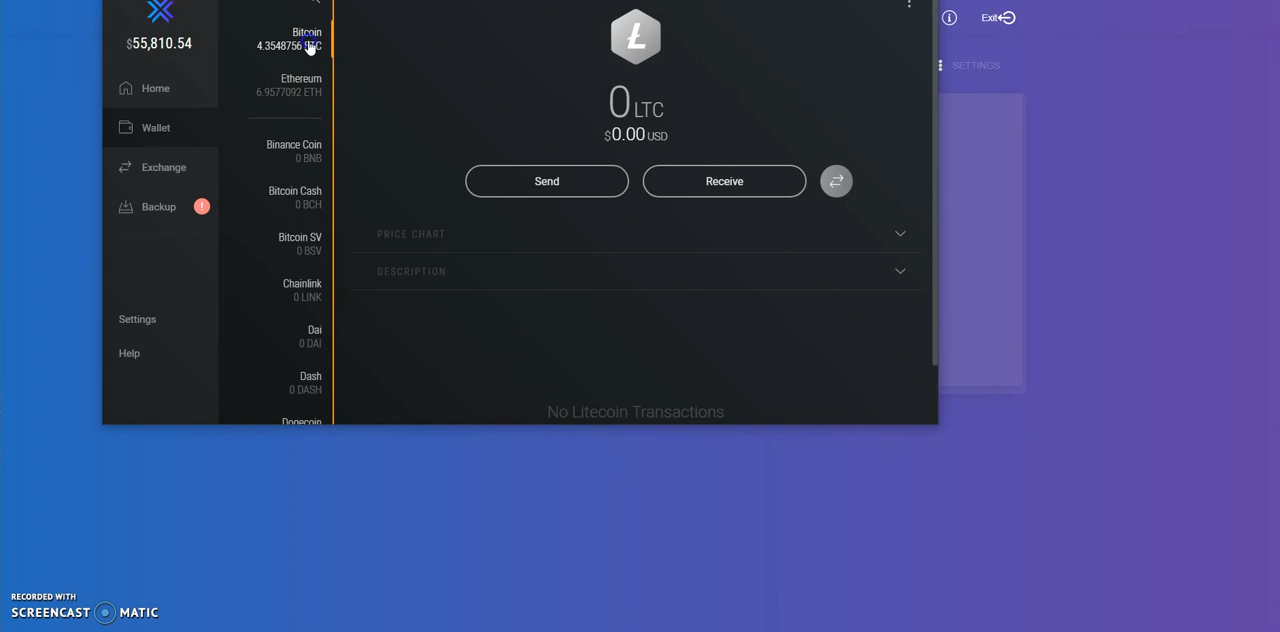 Exit
$55,810.54
SETTINGS
Home
Wallet
Exchange
Backup
!
Settings
Help
Bitcoin
4.3548756
Ethereum
6.9577092 ETH
Binance Coin
0 BNB
Bitcoin Cash
0 BCH
Bitcoin SV
0 BSV
Chainlink
0 LINK
Dai
0 DAI
Dash
0 DASH
Dogecoin
0 LTC
$0.00 USD
Send
Receive
PRICE CHART
DESCRIPTION
No Litecoin Transactions
RECORDED WITH
SCREENCAST MATIC